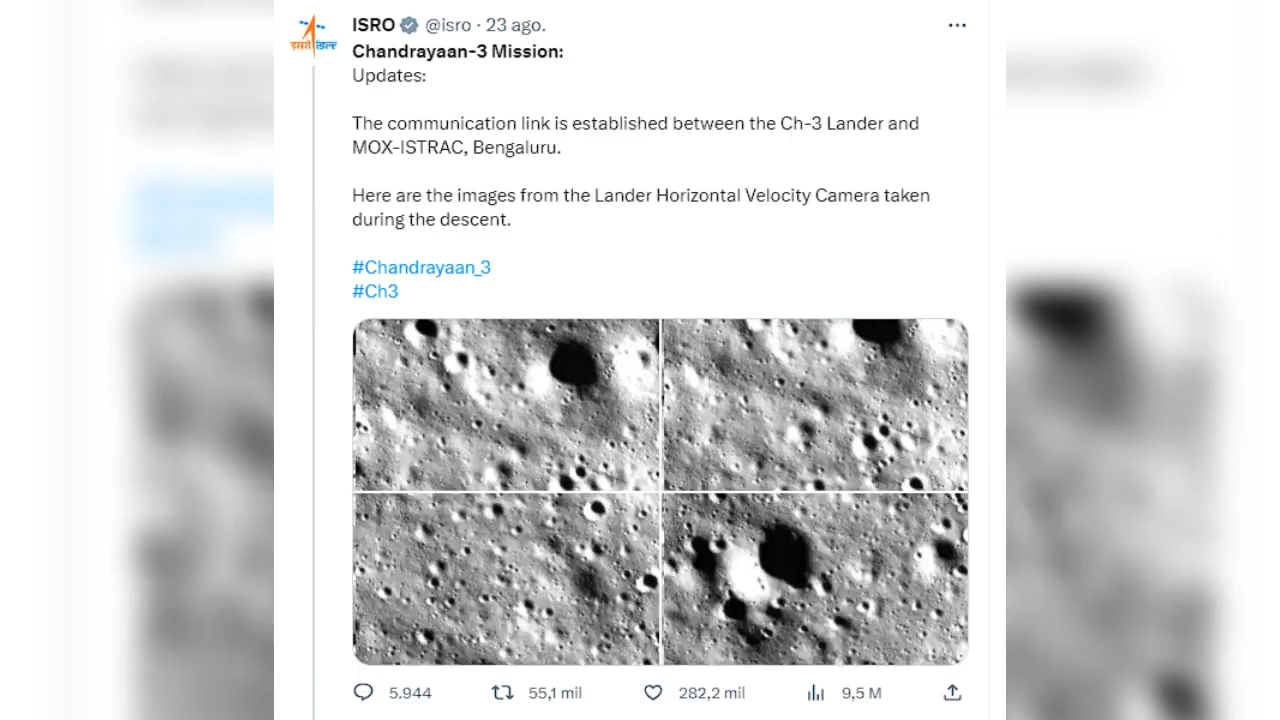 ISRO @isro · 23 ago.
Chandrayaan-3 Mission:
Updates:
The communication link is established between the Ch-3 Lander and
MOX-ISTRAC, Bengaluru.
Here are the images from the Lander Horizontal Velocity Camera taken
during the descent.
#Chandrayaan_3
#Ch3
5.944 55,1 mil 282,2 mil 9,5 M